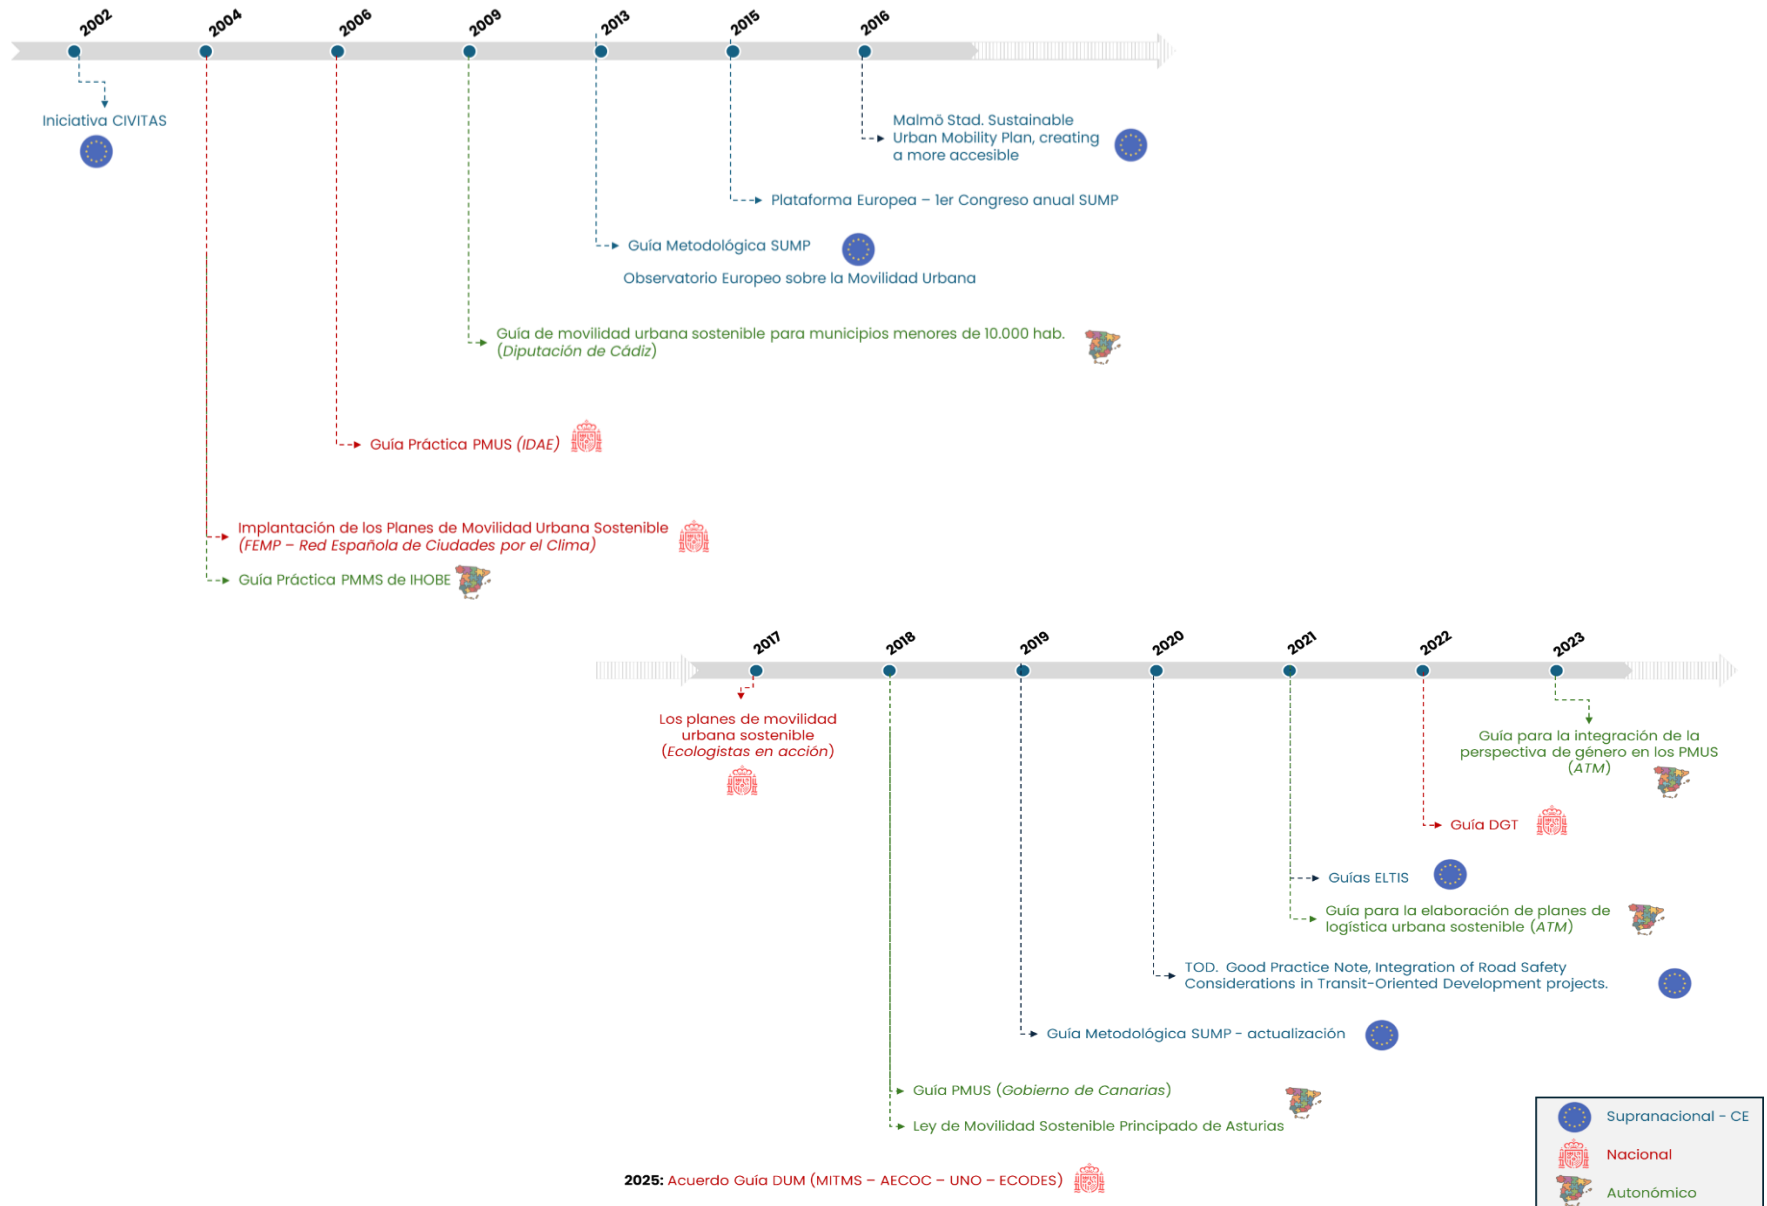 2002
2004
2006
2009
2013
2015
2016
Iniciativa CIVITAS
Malmö Stad. Sustainable
Urban Mobility Plan, creating
a more accesible
Plataforma Europea – 1er Congreso anual SUMP
Guía Metodológica SUMP
Observatorio Europeo sobre la Movilidad Urbana
Guía de movilidad urbana sostenible para municipios menores de 10.000 hab.
(Diputación de Cádiz)
Guía Práctica PMUS (IDAE)
Implantación de los Planes de Movilidad Urbana Sostenible
(FEMP – Red Española de Ciudades por el Clima)
Guía Práctica PMMS de IHOBE
2017
2018
2019
2020
2021
2022
2023
Los planes de movilidad
urbana sostenible
(Ecologistas en acción)
Guía para la integración de la
perspectiva de género en los PMUS
(ATM)
Guía DGT
Guías ELTIS
Guía para la elaboración de planes de
logística urbana sostenible (ATM)
TOD. Good Practice Note, Integration of Road Safety
Considerations in Transit-Oriented Development projects.
Guía Metodológica SUMP - actualización
Guía PMUS (Gobierno de Canarias)
Ley de Movilidad Sostenible Principado de Asturias
2025: Acuerdo Guía DUM (MITMS – AECOC – UNO – ECODES)
Supranacional - CE
Nacional
Autonómico